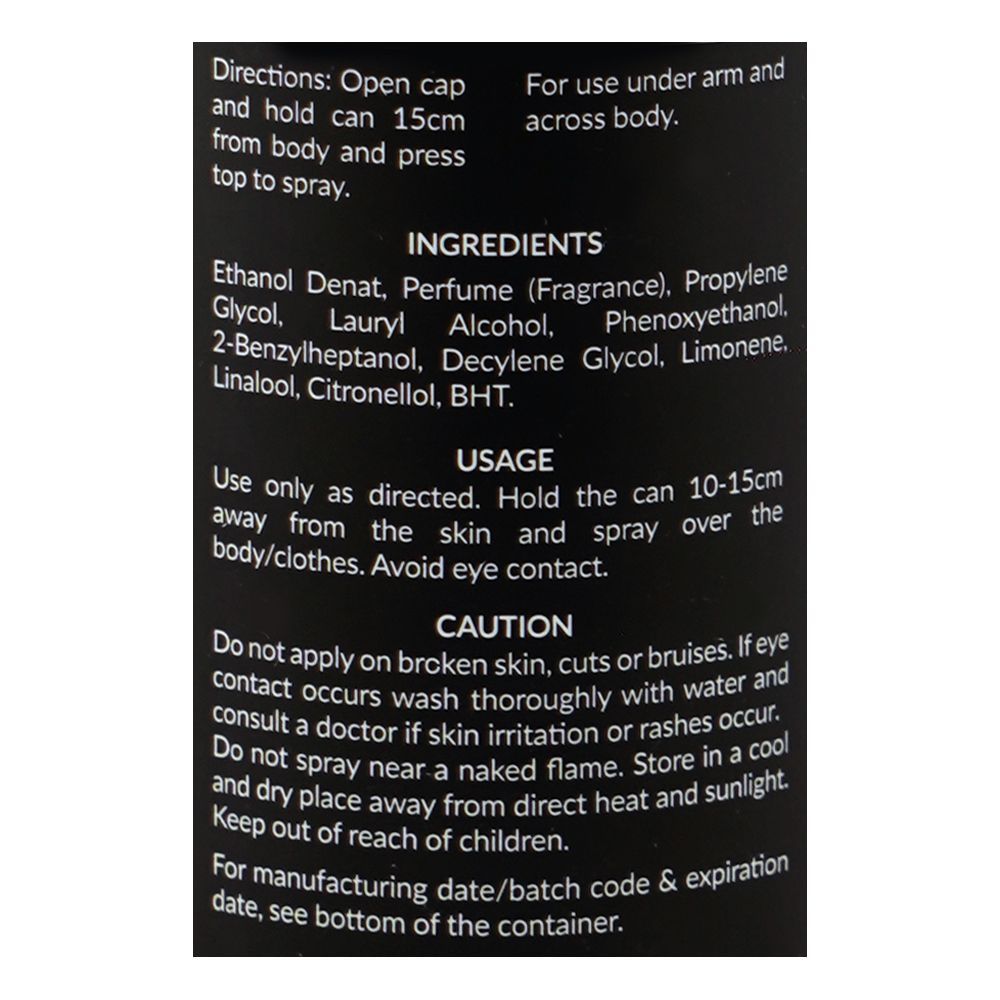 Directions: Open cap
and hold can 15cm
from body and press
top to spray.
For use under arm and
across body.
INGREDIENTS
Ethanol Denat, Perfume (Fragrance), Propylene
Glycol, Lauryl Alcohol, Phenoxyethanol,
2-Benzylheptanol, Decylene Glycol, Limonene,
Linalool, Citronellol, BHT.
USAGE
Use only as directed. Hold the can 10-15cm
away from the skin and spray over the
body/clothes. Avoid eye contact.
CAUTION
Do not apply on broken skin, cuts or bruises. If eye
contact occurs wash thoroughly with water and
consult a doctor if skin irritation or rashes occur.
Do not spray near a naked flame. Store in a cool
and dry place away from direct heat and sunlight.
Keep out of reach of children.
For manufacturing date/batch code & expiration
date, see bottom of the container.